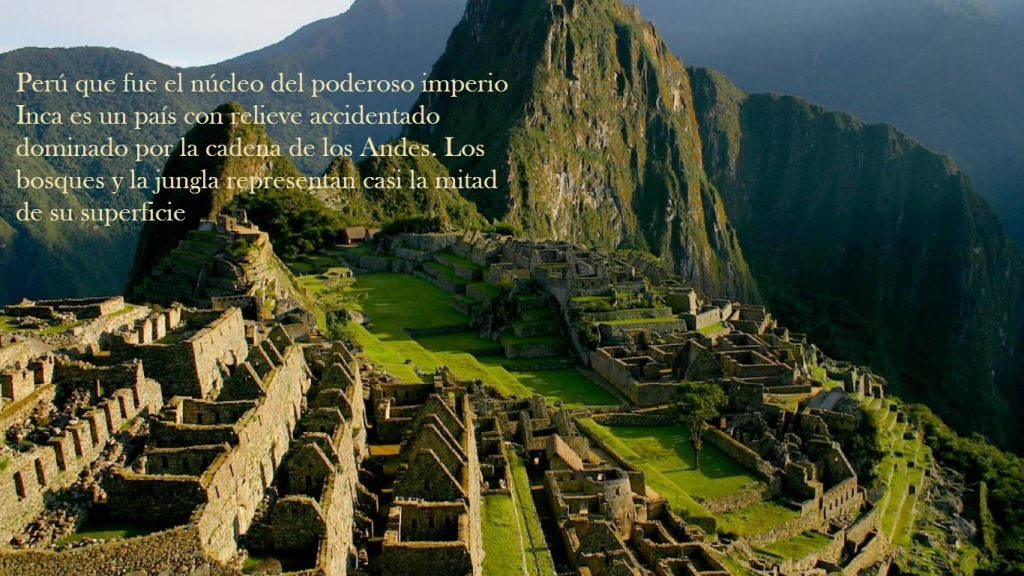 Perú que fue el núcleo del poderoso imperio
Inca es un país con relieve accidentado
dominado por la cadena de los Andes. Los
bosques y la jungla representan casi la mitad
de su superficie